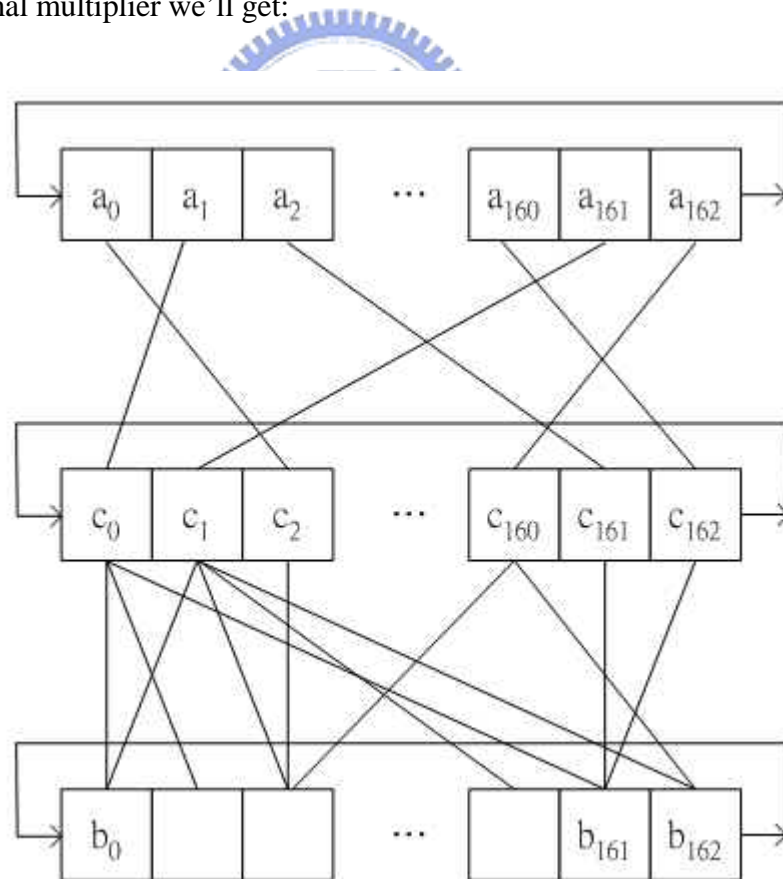 nal multiplier we'll get:
a₀ a₁ a₂ ... a₁₆₀ a₁₆₁ a₁₆₂
c₀ c₁ c₂ ... c₁₆₀ c₁₆₁ c₁₆₂
b₀ ... b₁₆₁ b₁₆₂